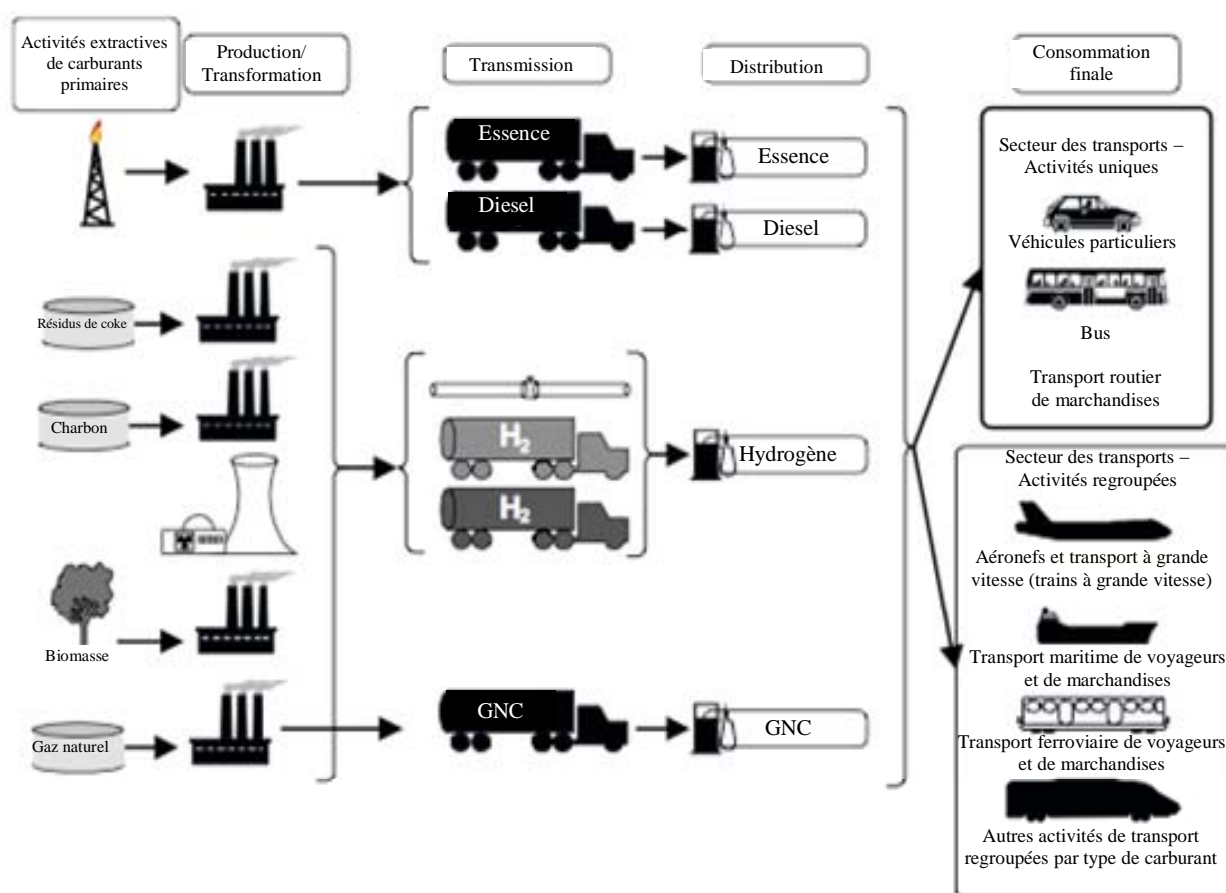 Activités extractives
de carburants
primaires
Production/
Transformation
Transmission
Distribution
Consommation
finale
Essence
Essence
Diesel
Diesel
Résidus de coke
Charbon
H2
H2
Hydrogène
Biomasse
Gaz naturel
GNC
GNC
Secteur des transports –
Activités uniques
Véhicules particuliers
Bus
Transport routier
de marchandises
Secteur des transports –
Activités regroupées
Aéronefs et transport à grande
vitesse (trains à grande vitesse)
Transport maritime de voyageurs
et de marchandises
Transport ferroviaire de voyageurs
et de marchandises
Autres activités de transport
regroupées par type de carburant